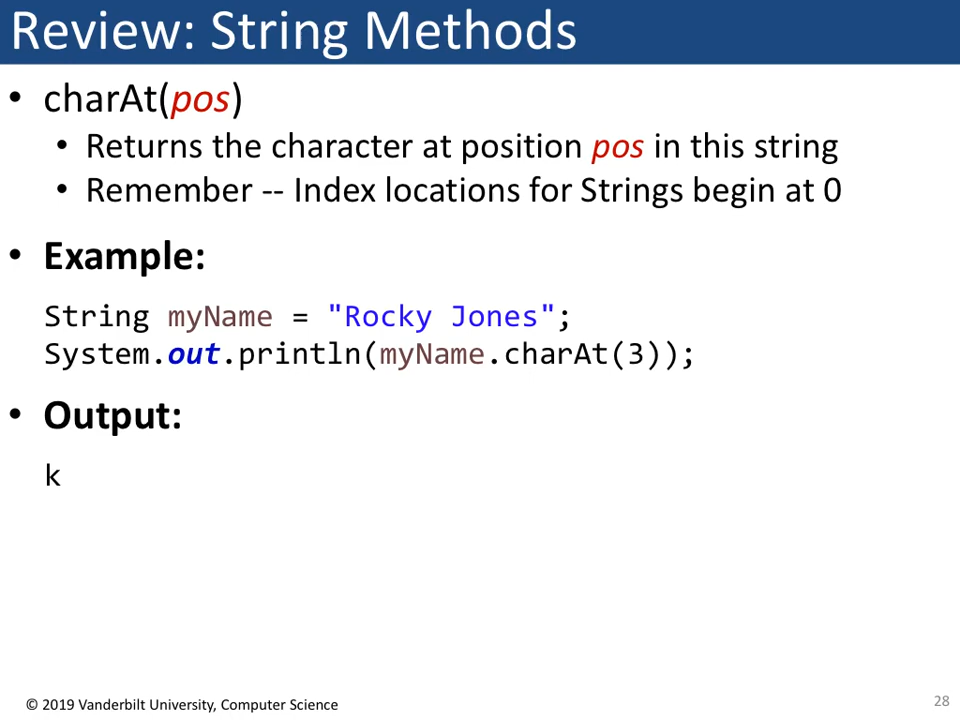 Review: String Methods
• charAt(pos)
• Returns the character at position pos in this string
• Remember -- Index locations for Strings begin at 0
• Example:
String myName = "Rocky Jones";
System.out.println(myName.charAt(3));
• Output:
k
© 2019 Vanderbilt University, Computer Science
28